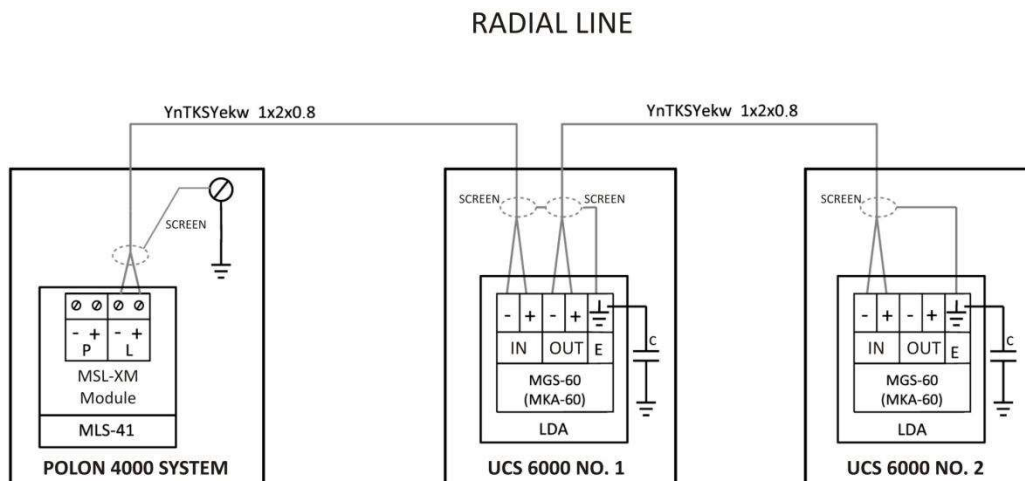 RADIAL LINE
YnTKSYekw 1x2x0.8
YnTKSYekw 1x2x0.8
SCREEN
- + - +
P L
MSL-XM
Module
MLS-41
POLON 4000 SYSTEM
SCREEN SCREEN
- + - +
IN OUT E
C
MGS-60
(MKA-60)
LDA
UCS 6000 NO. 1
SCREEN
- + - +
IN OUT E
C
MGS-60
(MKA-60)
LDA
UCS 6000 NO. 2